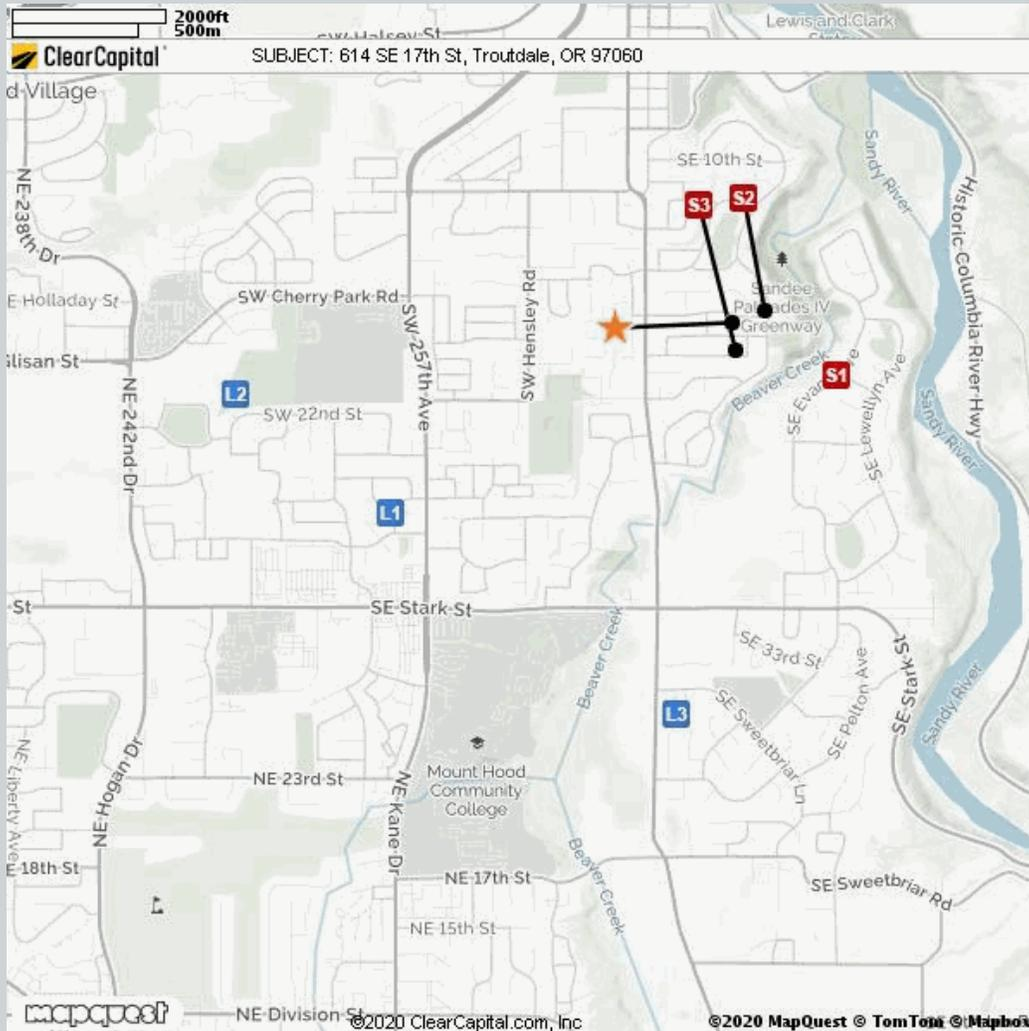 2000ft
500m
SW Halsey St
Lewis and Clark
State
ClearCapital
SUBJECT: 614 SE 17th St, Troutdale, OR 97060
d Village
SE 10th St
Sandy River
NE 238th Dr
S3
S2
Historic Columbia River Hwy
E Holladay St
SW Cherry Park Rd
SW Hensley Rd
Sandee
Palisades IV
Greenway
Glisan St
SW 257th Ave
Beaver Creek
S1
L2
SW 22nd St
NE 242nd Dr
SE Evans Ave
SE Lewellyn Ave
Sandy River
L1
St
SE Stark St
Beaver Creek
SE 33rd St
SE Stark St
SE Pelton Ave
SE Sweetbriar Ln
Sandy River
L3
NE Liberty Ave
NE Hogan Dr
NE 23rd St
NE Kane Dr
Mount Hood
Community
College
E 18th St
NE 17th St
Beaver Creek
SE Sweetbriar Rd
NE 15th St
mapquest
NE Division St
©2020 ClearCapital.com, Inc
©2020 MapQuest © TomTom © Mapbox